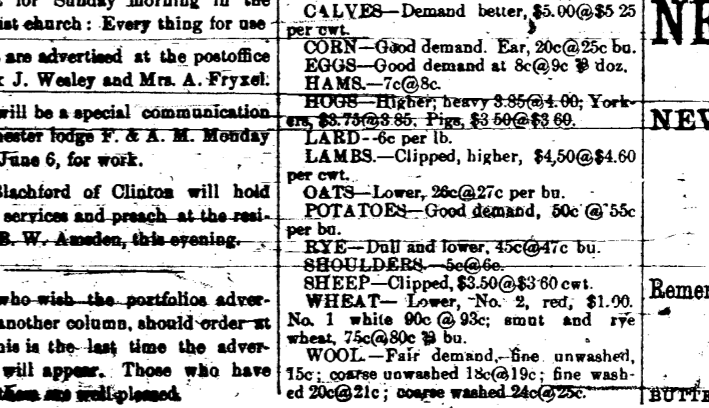 for Sunday morning in the
ist church: Every thing for use
are advertised at the postoffice
J. Wesley and Mrs. A. Fryxel.
will be a special communication
hester lodge F. & A. M. Monday
June 6, for work.
Blachford of Clinton will hold
services and preach at the resi-
B. W. Amsden, this evening.
who wish the portfolios adver-
another column, should order at
his is the last time the adver-
will appear. Those who have
them are well pleased
CALVES—Demand better, $5.00@$5 25
per cwt.
CORN—Good demand. Ear, 20c@25c bu.
EGGS—Good demand at 8c@9c ⅌ doz.
HAMS.—7c@8c.
HOGS—Higher; heavy 3.85@4.00; York-
ers, $3.75@3.85. Pigs, $3 50@$3 60.
LARD--6c per lb.
LAMBS.—Clipped, higher, $4,50@$4.60
per cwt.
OATS—Lower, 26c@27c per bu.
POTATOES—Good demand, 50c @ 55c
per bu.
RYE—Dull and lower, 45c@47c bu.
SHOULDERS.—5c@6c.
SHEEP—Clipped, $3.50@$3 60 cwt.
WHEAT— Lower, No. 2, red, $1.00.
No. 1 white 90c @ 93c; smut and rye
wheat, 75c@80c ⅌ bu.
WOOL.—Fair demand, fine unwashed,
15c; coarse unwashed 18c@19c; fine wash-
ed 20c@21c; coarse washed 24c@25c.
NE
NEV
Remer
BUTTE